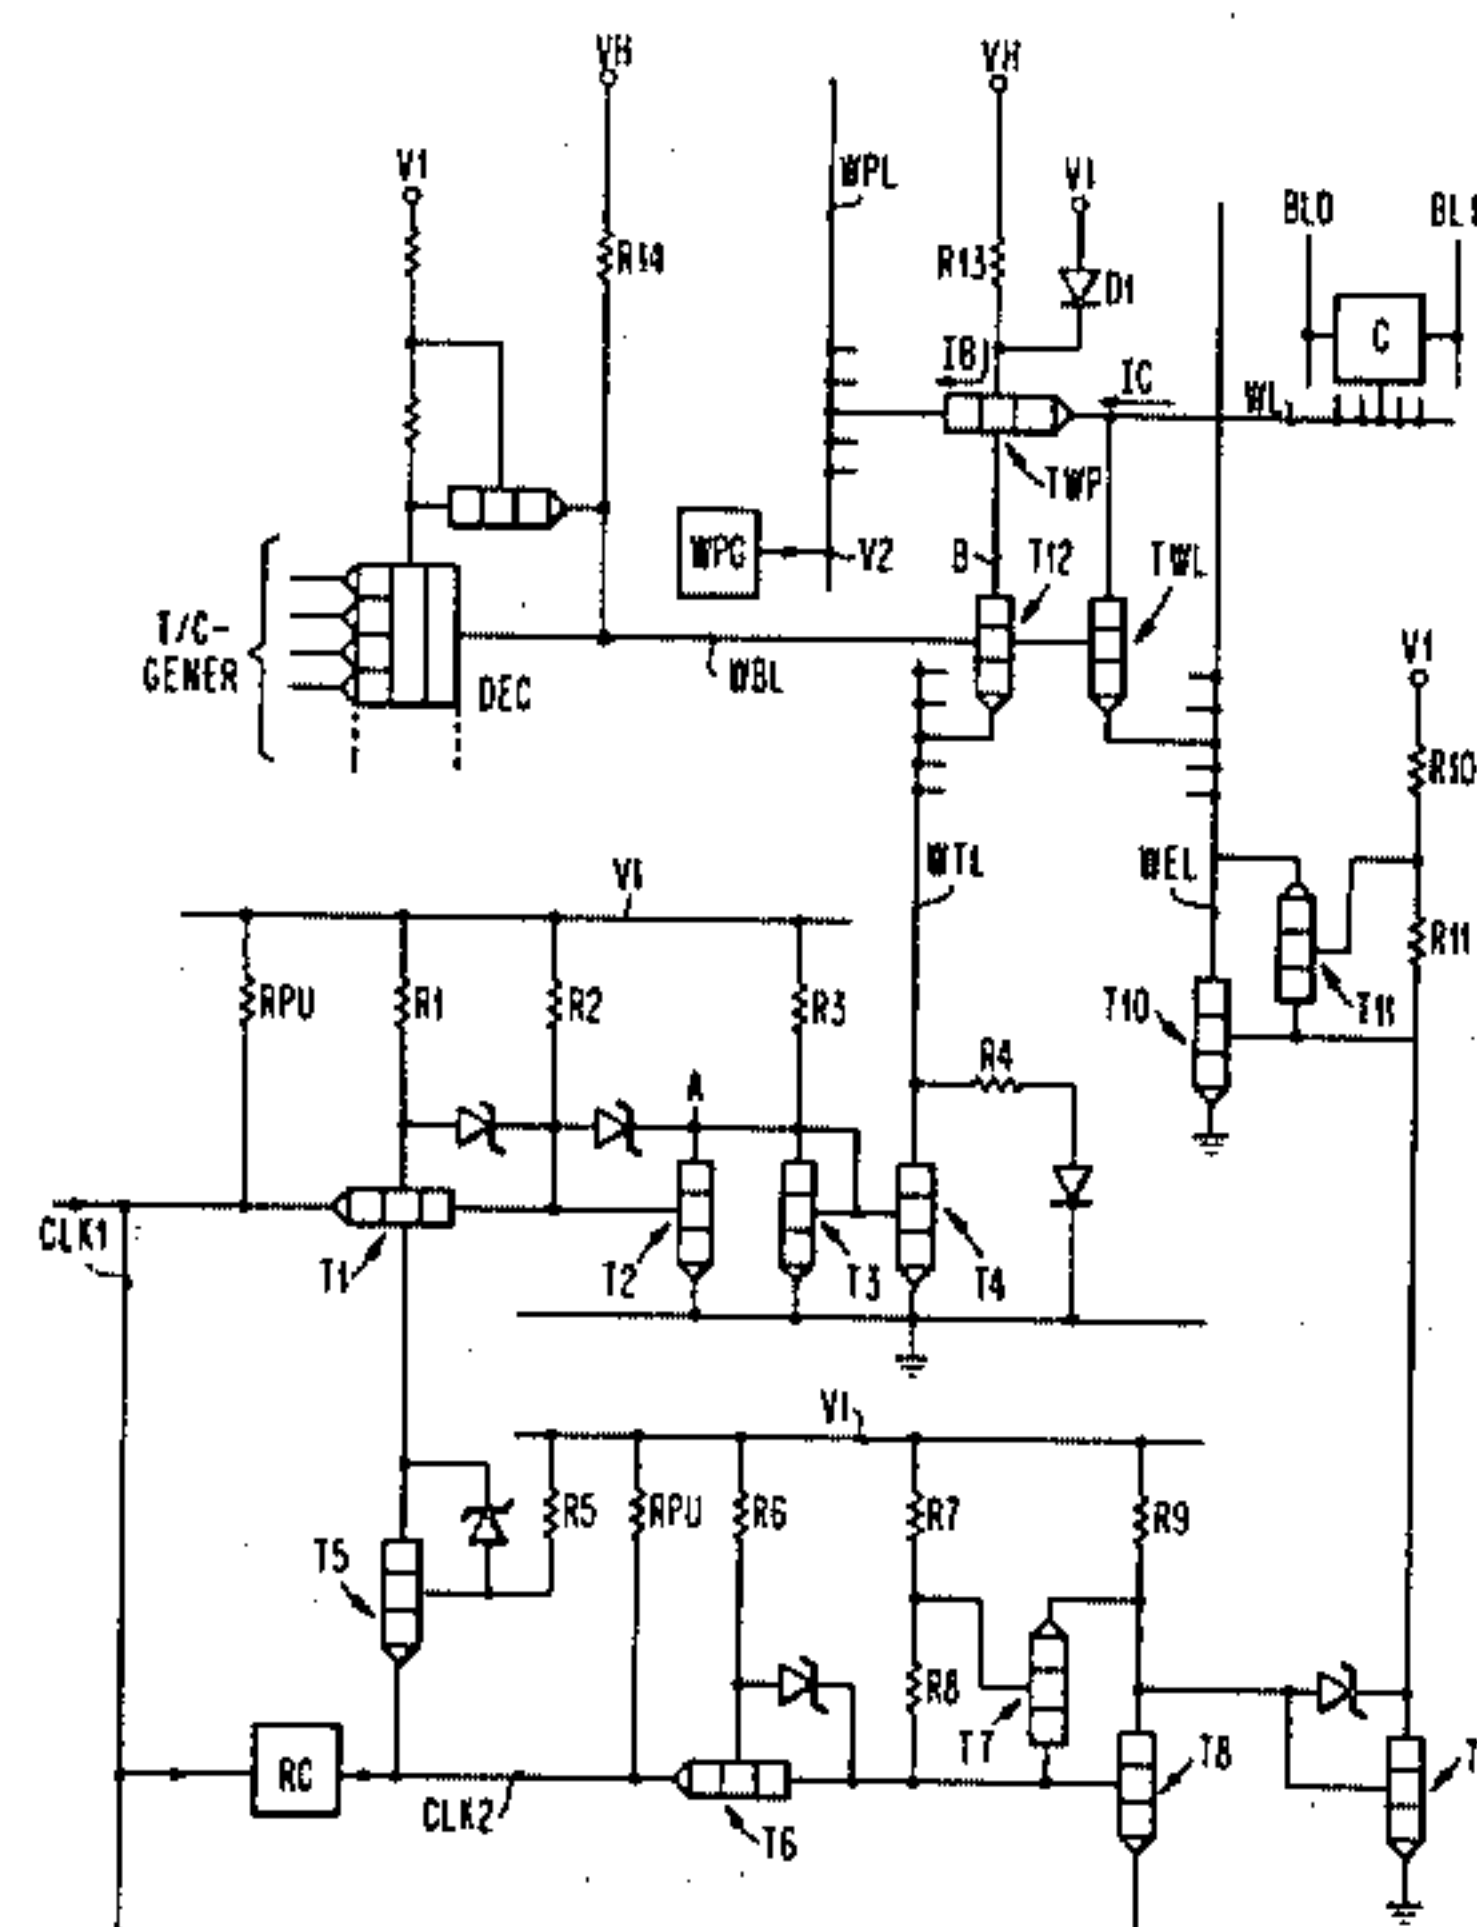 VH
VH
V1
WPL
V1
BL0
R14
R13
D1
C
IB
IC
WL
TWP
WPG
V2
B
T12
TWL
T/C-
GENER
DEC
WBL
V1
R10
V1
WTL
WEL
R11
RPU
R1
R2
R3
T10
T11
R4
A
CLK1
T1
T2
T3
T4
V1
R5
RPU
R6
R7
R9
T5
R8
T7
T8
RC
CLK2
T6